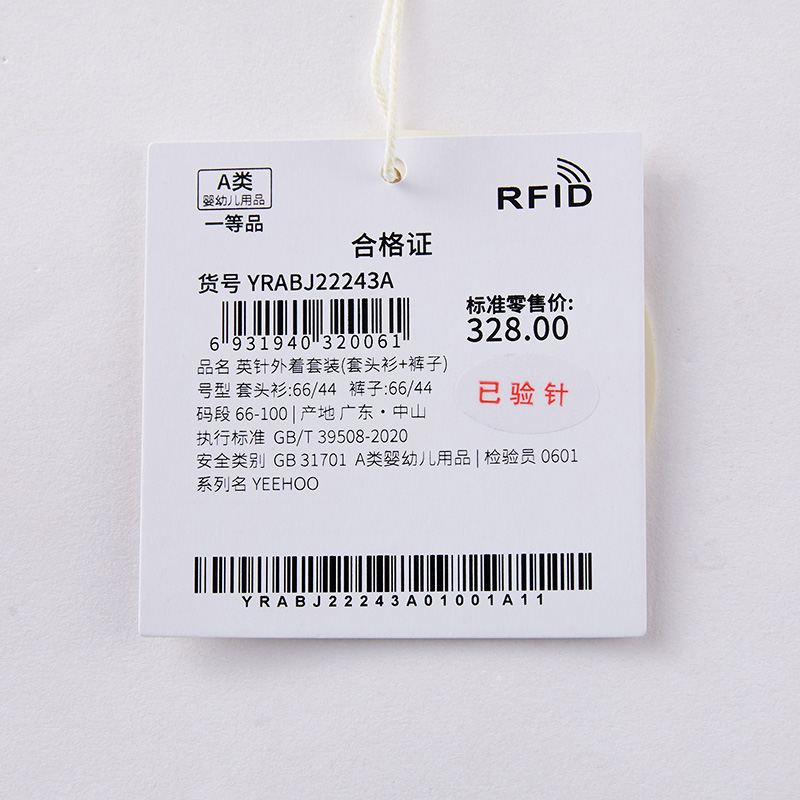 A类
婴幼儿用品
一等品
RFID
合格证
货号 YRABJ22243A
6 931940 320061
标准零售价:
328.00
品名 英针外着套装(套头衫+裤子)
号型 套头衫:66/44 裤子:66/44
码段 66-100 | 产地 广东·中山
已验针
执行标准 GB/T 39508-2020
安全类别 GB 31701 A类婴幼儿用品 | 检验员 0601
系列名 YEEHOO
YRABJ22243A01001A11